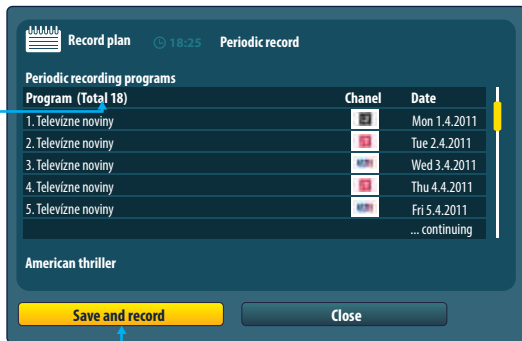 Record plan 18:25 Periodic record
Periodic recording programs
Program (Total 18) Chanel Date
1. Televízne noviny Mon 1.4.2011
2. Televízne noviny Tue 2.4.2011
3. Televízne noviny Wed 3.4.2011
4. Televízne noviny Thu 4.4.2011
5. Televízne noviny Fri 5.4.2011
... continuing
American thriller
Save and record Close